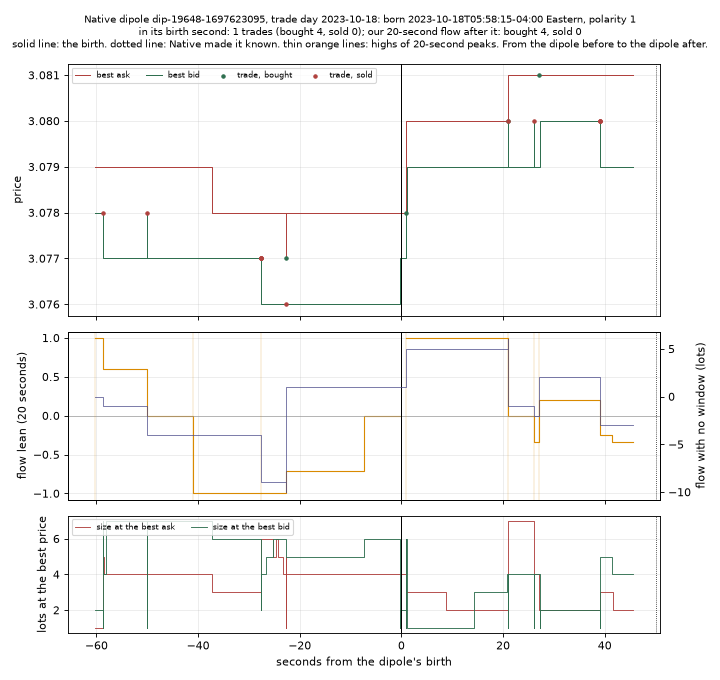 Native dipole dip-19648-1697623095, trade day 2023-10-18: born 2023-10-18T05:58:15-04:00 Eastern, polarity 1
in its birth second: 1 trades (bought 4, sold 0); our 20-second flow after it: bought 4, sold 0
solid line: the birth. dotted line: Native made it known. thin orange lines: highs of 20-second peaks. From the dipole before to the dipole after.
best ask
best bid
trade, bought
trade, sold
3.081
3.080
3.079
3.078
3.077
3.076
price
1.0
0.5
0.0
−0.5
−1.0
flow lean (20 seconds)
5
0
−5
−10
flow with no window (lots)
size at the best ask
size at the best bid
6
4
2
lots at the best price
−60
−40
−20
0
20
40
seconds from the dipole's birth